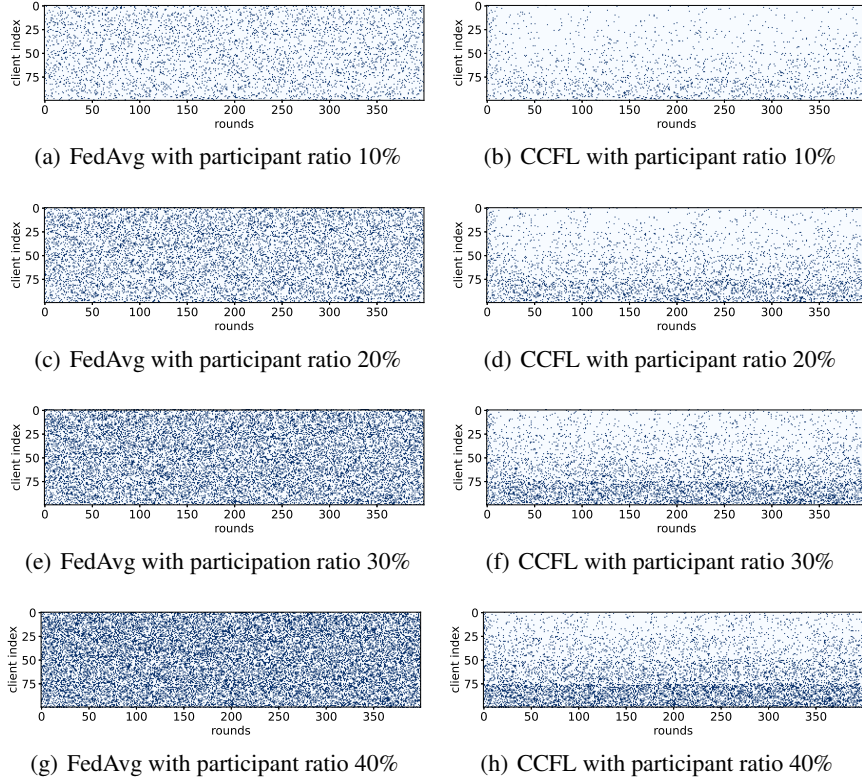 0
25
50
75
client index
0 50 100 150 200 250 300 350
rounds
(a) FedAvg with participant ratio 10%
0
25
50
75
client index
0 50 100 150 200 250 300 350
rounds
(b) CCFL with participant ratio 10%
0
25
50
75
client index
0 50 100 150 200 250 300 350
rounds
(c) FedAvg with participant ratio 20%
0
25
50
75
client index
0 50 100 150 200 250 300 350
rounds
(d) CCFL with participant ratio 20%
0
25
50
75
client index
0 50 100 150 200 250 300 350
rounds
(e) FedAvg with participation ratio 30%
0
25
50
75
client index
0 50 100 150 200 250 300 350
rounds
(f) CCFL with participant ratio 30%
0
25
50
75
client index
0 50 100 150 200 250 300 350
rounds
(g) FedAvg with participant ratio 40%
0
25
50
75
client index
0 50 100 150 200 250 300 350
rounds
(h) CCFL with participant ratio 40%